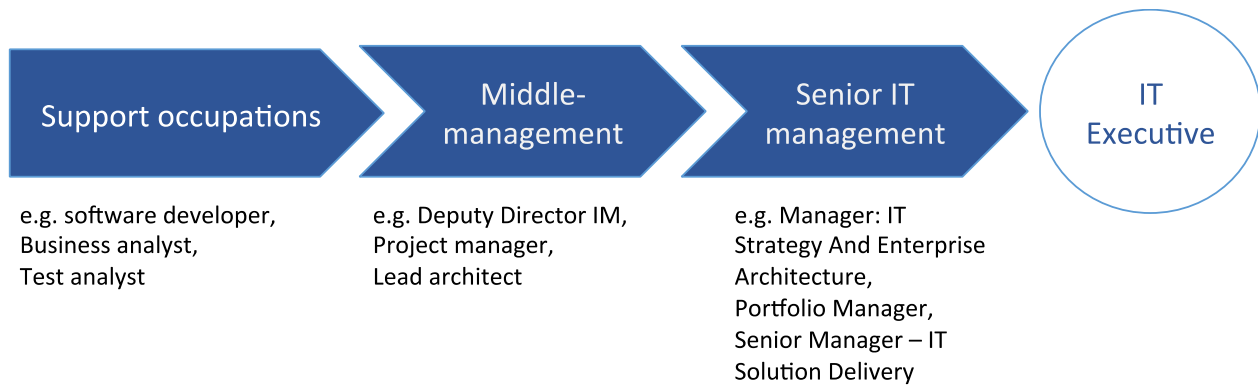 Support occupations
Middle-
management
Senior IT
management
IT
Executive
e.g. software developer,
Business analyst,
Test analyst
e.g. Deputy Director IM,
Project manager,
Lead architect
e.g. Manager: IT
Strategy And Enterprise
Architecture,
Portfolio Manager,
Senior Manager – IT
Solution Delivery